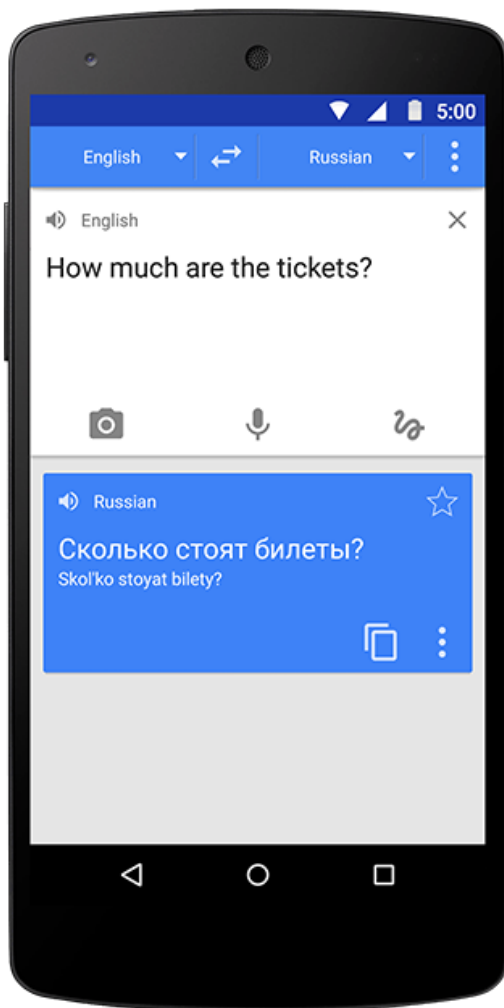 5:00
English
Russian
English
How much are the tickets?
Russian
Сколько стоят билеты?
Skol'ko stoyat bilety?